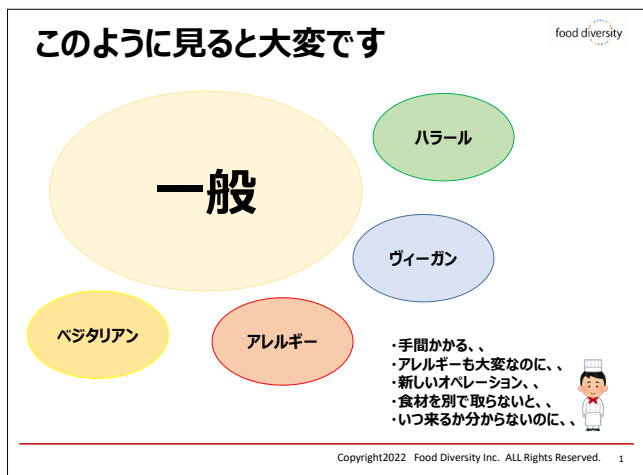 このように見ると大変です
food diversity
一般
ハラール
ヴィーガン
ベジタリアン
アレルギー
・手間かかる、、
・アレルギーも大変なのに、、
・新しいオペレーション、、
・食材を別で取らないと、、
・いつ来るか分からないのに、、
Copyright2022 Food Diversity Inc. ALL Rights Reserved. 1